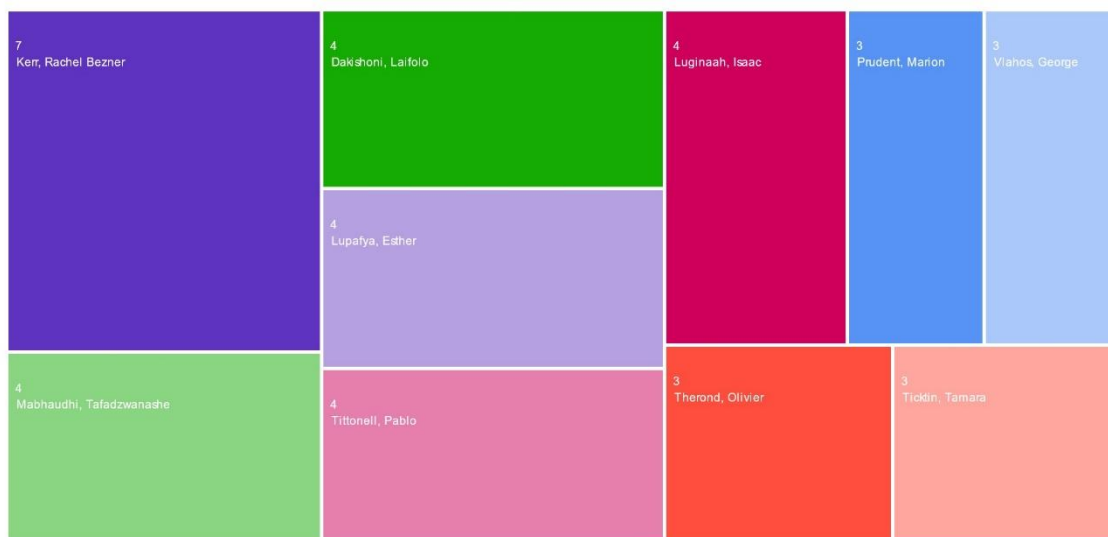 7
Kerr, Rachel Bezner
4
Mabhaudhi, Tafadzwanashe
4
Dakishoni, Laifolo
4
Lupafya, Esther
4
Tittonell, Pablo
4
Luginaah, Isaac
3
Prudent, Marion
3
Vlahos, George
3
Therond, Olivier
3
Ticktin, Tamara